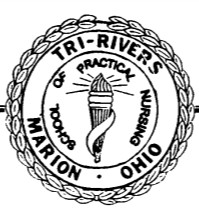 TRI-RIVERS
SCHOOL OF PRACTICAL NURSING
MARION • OHIO